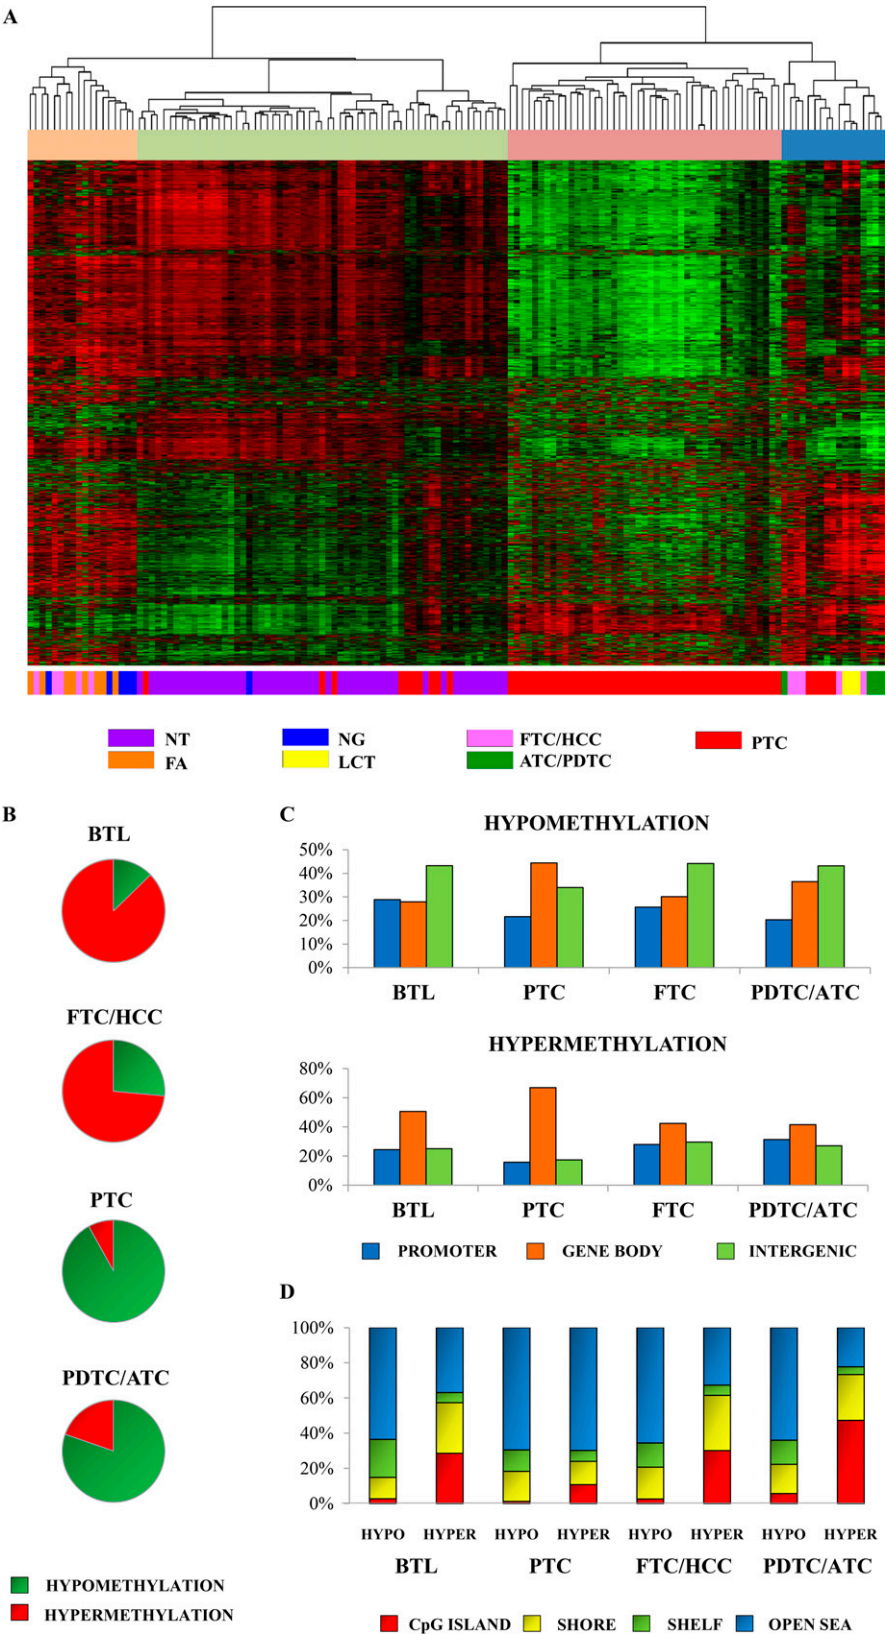 A
NT NG FTC/HCC PTC
FA LCT ATC/PDTC
B
BTL
FTC/HCC
PTC
PDTC/ATC
HYPOMETHYLATION
HYPERMETHYLATION
C
HYPOMETHYLATION
50%
40%
30%
20%
10%
0%
BTL PTC FTC PDTC/ATC
HYPERMETHYLATION
80%
60%
40%
20%
0%
BTL PTC FTC PDTC/ATC
PROMOTER GENE BODY INTERGENIC
D
100%
80%
60%
40%
20%
0%
HYPO HYPER HYPO HYPER HYPO HYPER HYPO HYPER
BTL PTC FTC/HCC PDTC/ATC
CpG ISLAND SHORE SHELF OPEN SEA